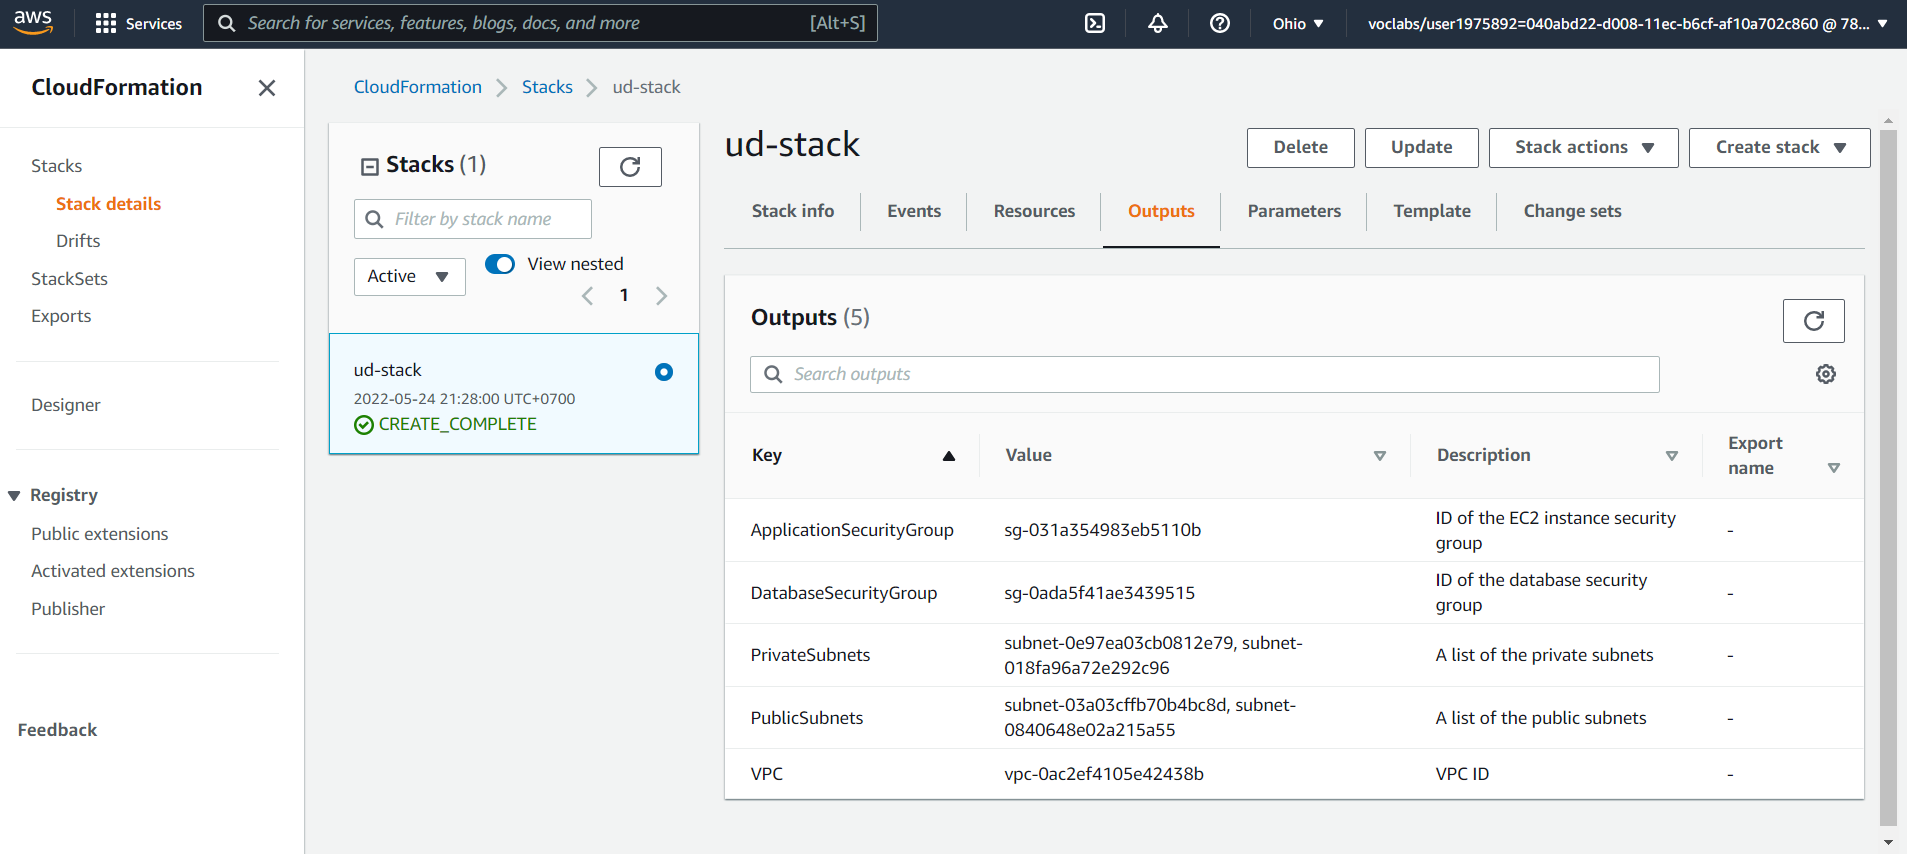 aws
Services
Search for services, features, blogs, docs, and more
[Alt+S]
Ohio
voclabs/user1975892=040abd22-d008-11ec-b6cf-af10a702c860 @ 78...
CloudFormation
Stacks
Stack details
Drifts
StackSets
Exports
Designer
Registry
Public extensions
Activated extensions
Publisher
Feedback
CloudFormation
Stacks
ud-stack
Stacks (1)
Filter by stack name
Active
View nested
1
ud-stack
2022-05-24 21:28:00 UTC+0700
CREATE_COMPLETE
ud-stack
Delete
Update
Stack actions
Create stack
Stack info
Events
Resources
Outputs
Parameters
Template
Change sets
Outputs (5)
Search outputs
Key
Value
Description
Export
name
ApplicationSecurityGroup
sg-031a354983eb5110b
ID of the EC2 instance security
group
-
DatabaseSecurityGroup
sg-0ada5f41ae3439515
ID of the database security
group
-
PrivateSubnets
subnet-0e97ea03cb0812e79, subnet-
018fa96a72e292c96
A list of the private subnets
-
PublicSubnets
subnet-03a03cffb70b4bc8d, subnet-
0840648e02a215a55
A list of the public subnets
-
VPC
vpc-0ac2ef4105e42438b
VPC ID
-